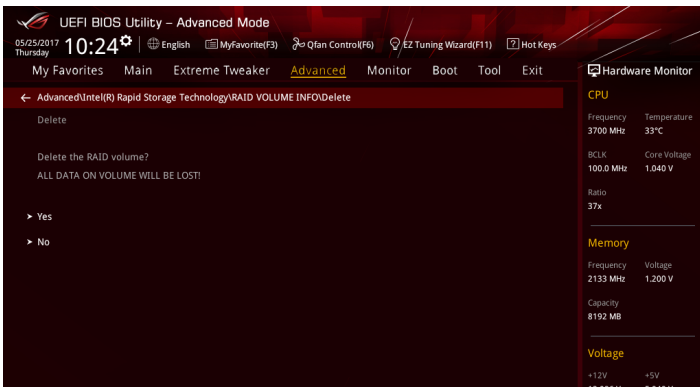 UEFI BIOS Utility – Advanced Mode
05/25/2017 Thursday 10:24 English MyFavorite(F3) Qfan Control(F6) EZ Tuning Wizard(F11) ? Hot Keys
My Favorites Main Extreme Tweaker Advanced Monitor Boot Tool Exit
← Advanced\Intel(R) Rapid Storage Technology\RAID VOLUME INFO\Delete
Delete
Delete the RAID volume?
ALL DATA ON VOLUME WILL BE LOST!
Yes
No
Hardware Monitor
CPU
Frequency Temperature
3700 MHz 33°C
BCLK Core Voltage
100.0 MHz 1.040 V
Ratio
37x
Memory
Frequency Voltage
2133 MHz 1.200 V
Capacity
8192 MB
Voltage
+12V +5V